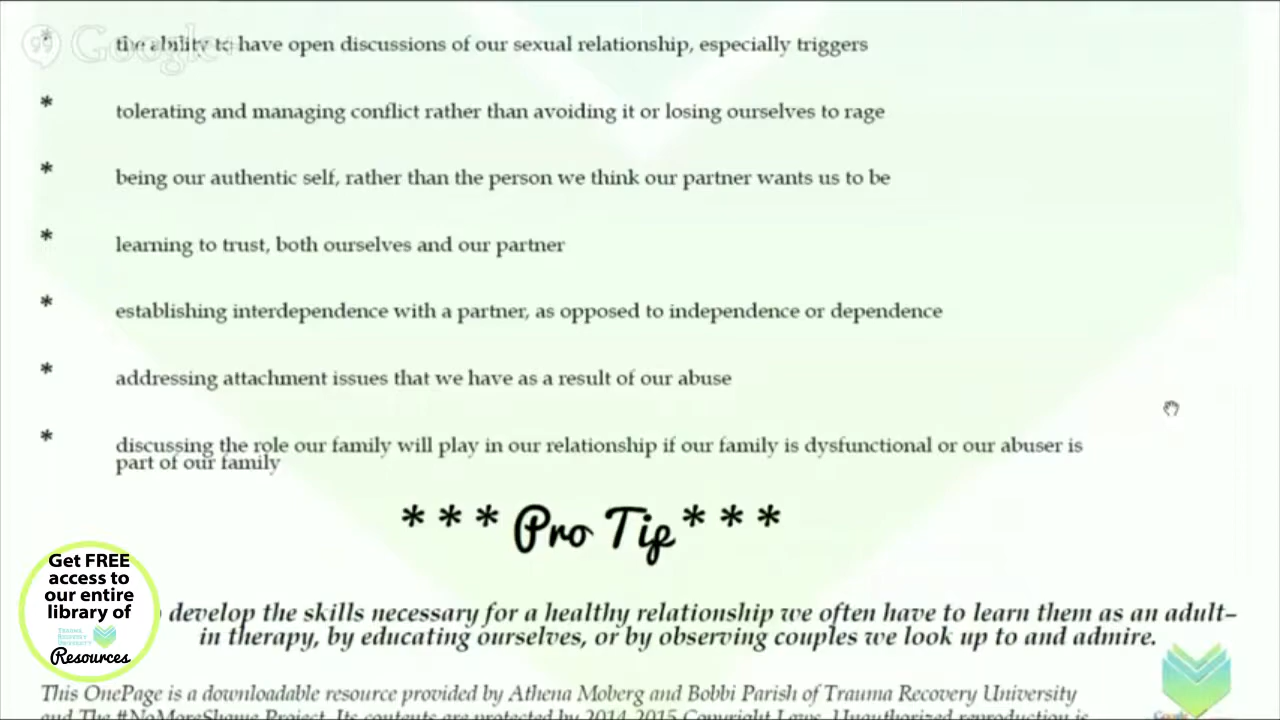 Google+
* the ability to have open discussions of our sexual relationship, especially triggers
* tolerating and managing conflict rather than avoiding it or losing ourselves to rage
* being our authentic self, rather than the person we think our partner wants us to be
* learning to trust, both ourselves and our partner
* establishing interdependence with a partner, as opposed to independence or dependence
* addressing attachment issues that we have as a result of our abuse
* discussing the role our family will play in our relationship if our family is dysfunctional or our abuser is
part of our family
* * * Pro Tip * * *
develop the skills necessary for a healthy relationship we often have to learn them as an adult–
in therapy, by educating ourselves, or by observing couples we look up to and admire.
Get FREE
access to
our entire
library of
Trauma
Recovery
University
Resources
This OnePage is a downloadable resource provided by Athena Moberg and Bobbi Parish of Trauma Recovery University
and The #NoMoreShame Project. Its contents are protected by 2014-2015 Copyright Laws. Unauthorized reproduction is